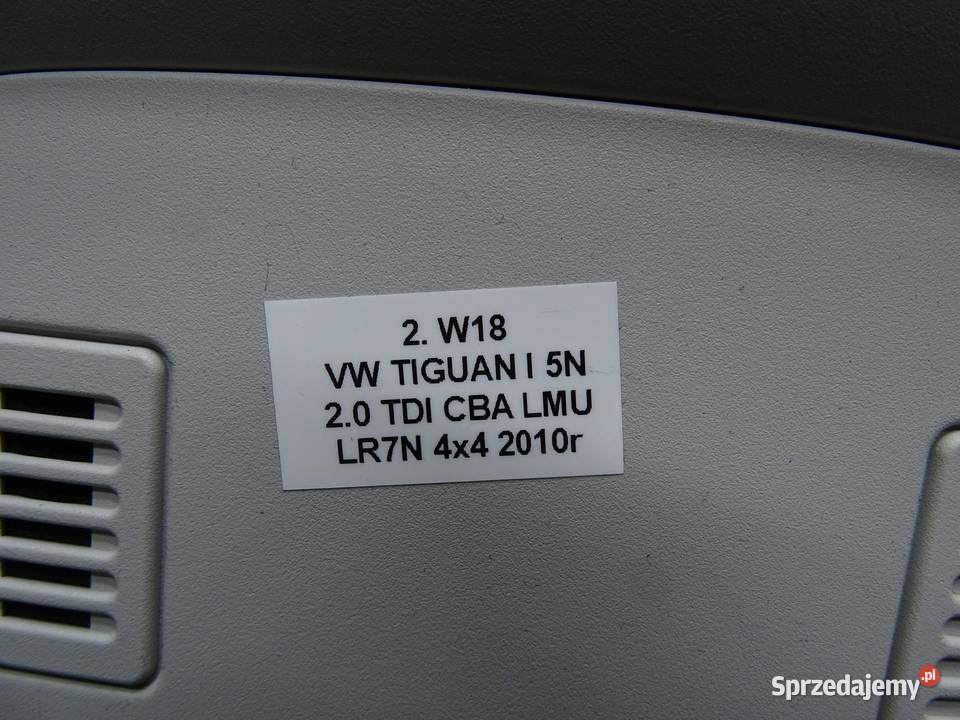 2. W18
VW TIGUAN I 5N
2.0 TDI CBA LMU
LR7N 4x4 2010r
Sprzedajemy.pl